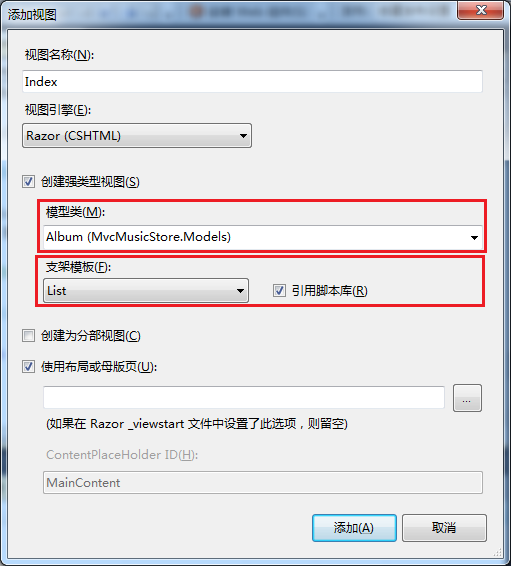 添加视图
视图名称(N):
Index
视图引擎(E):
Razor (CSHTML)
创建强类型视图(S)
模型类(M):
Album (MvcMusicStore.Models)
支架模板(F):
List
引用脚本库(R)
创建为分部视图(C)
使用布局或母版页(U):
...
(如果在 Razor _viewstart 文件中设置了此选项，则留空)
ContentPlaceHolder ID(H):
MainContent
添加(A)
取消